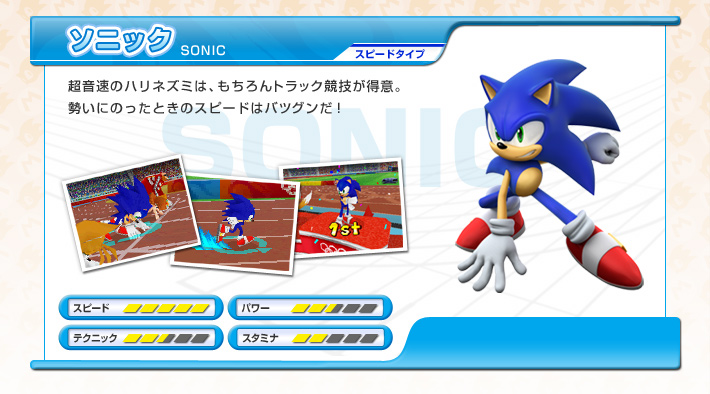 ソニック SONIC
スピードタイプ
超音速のハリネズミは、もちろんトラック競技が得意。
勢いにのったときのスピードはバツグンだ！
SONIC
1st
スピード
パワー
テクニック
スタミナ